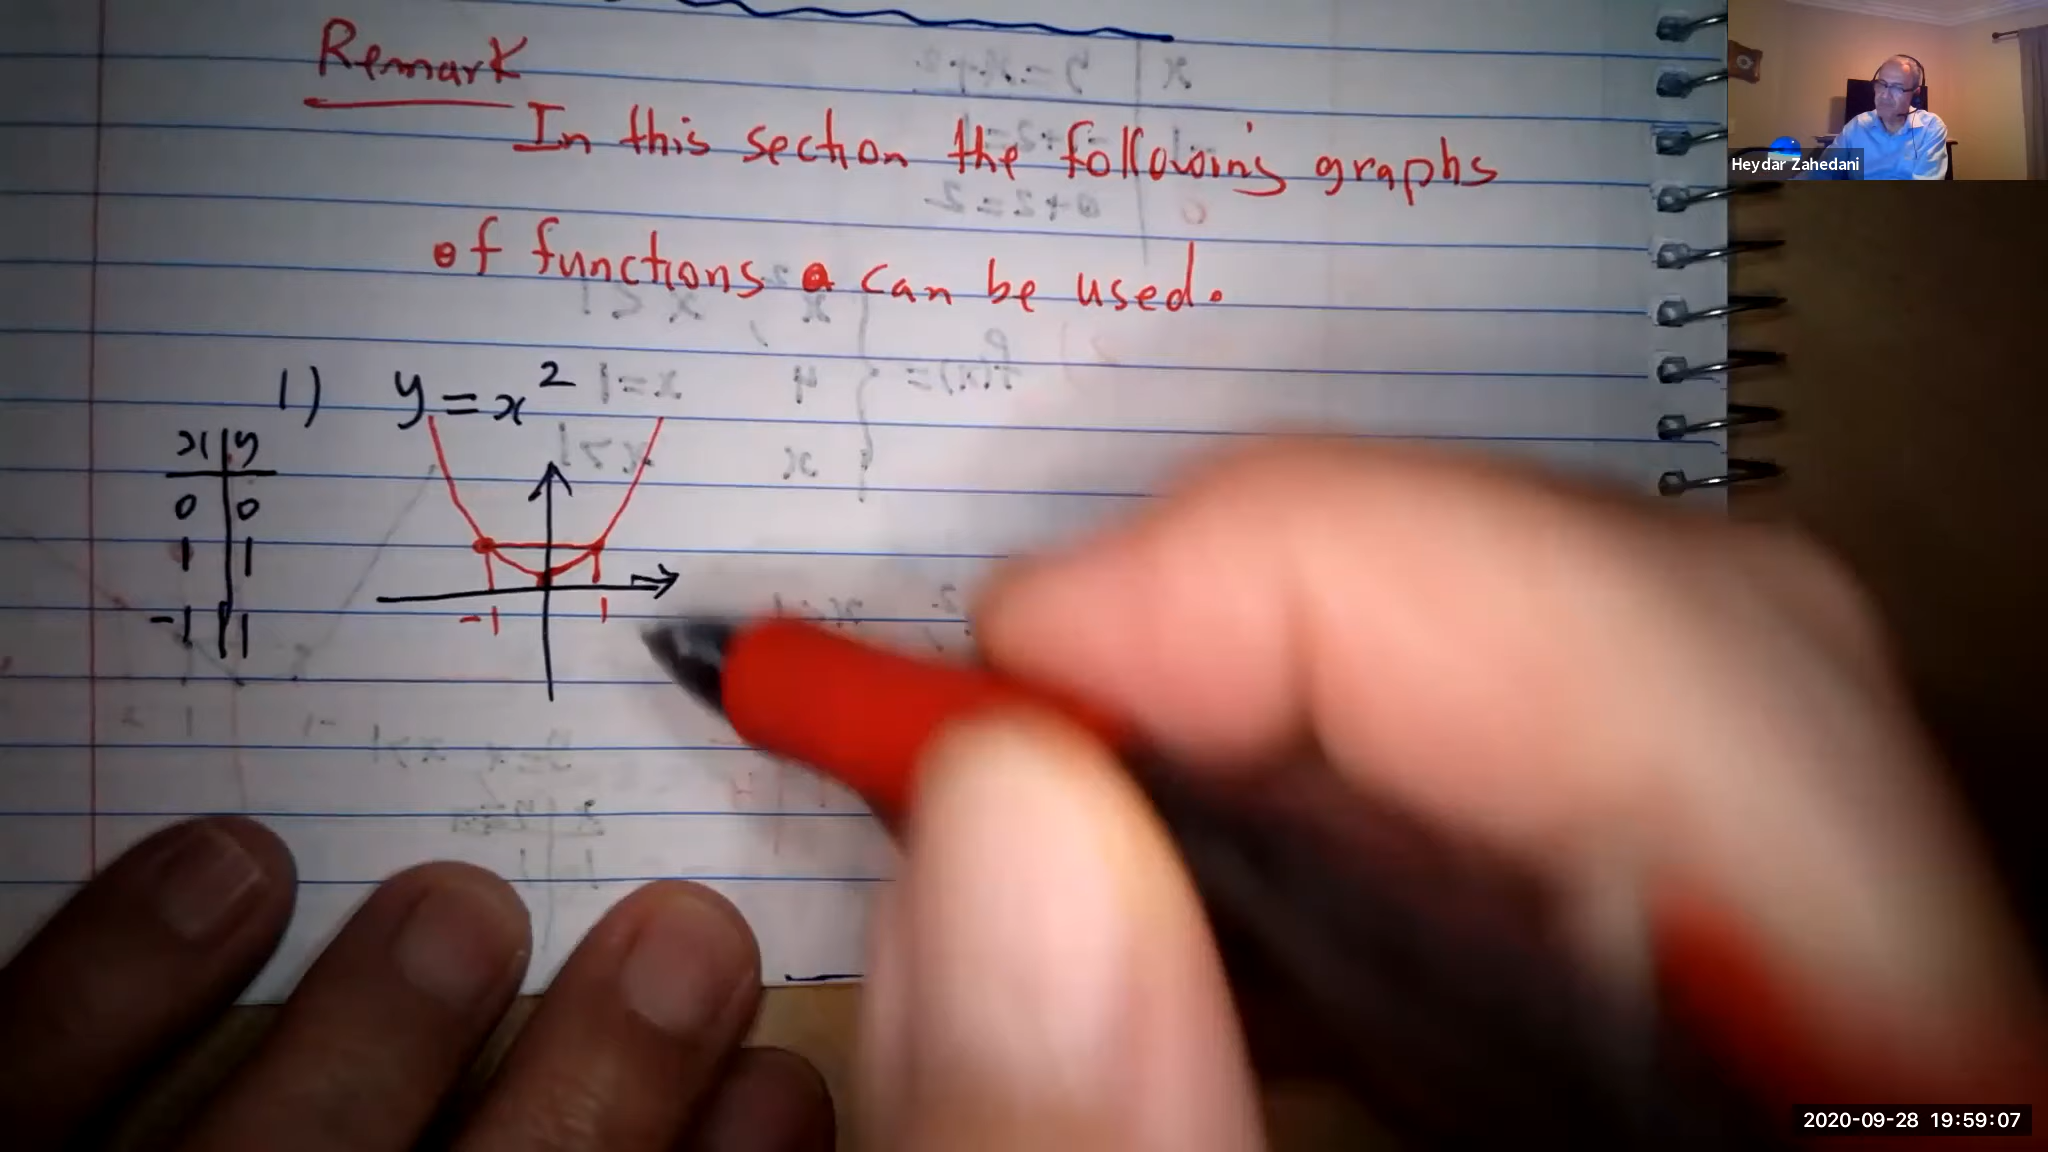 Remark
In this section the following graphs
of functions can be used.
1) y = x²
x | y
0 | 0
1 | 1
-1 | 1
-1 1
Heydar Zahedani
2020-09-28 19:59:07